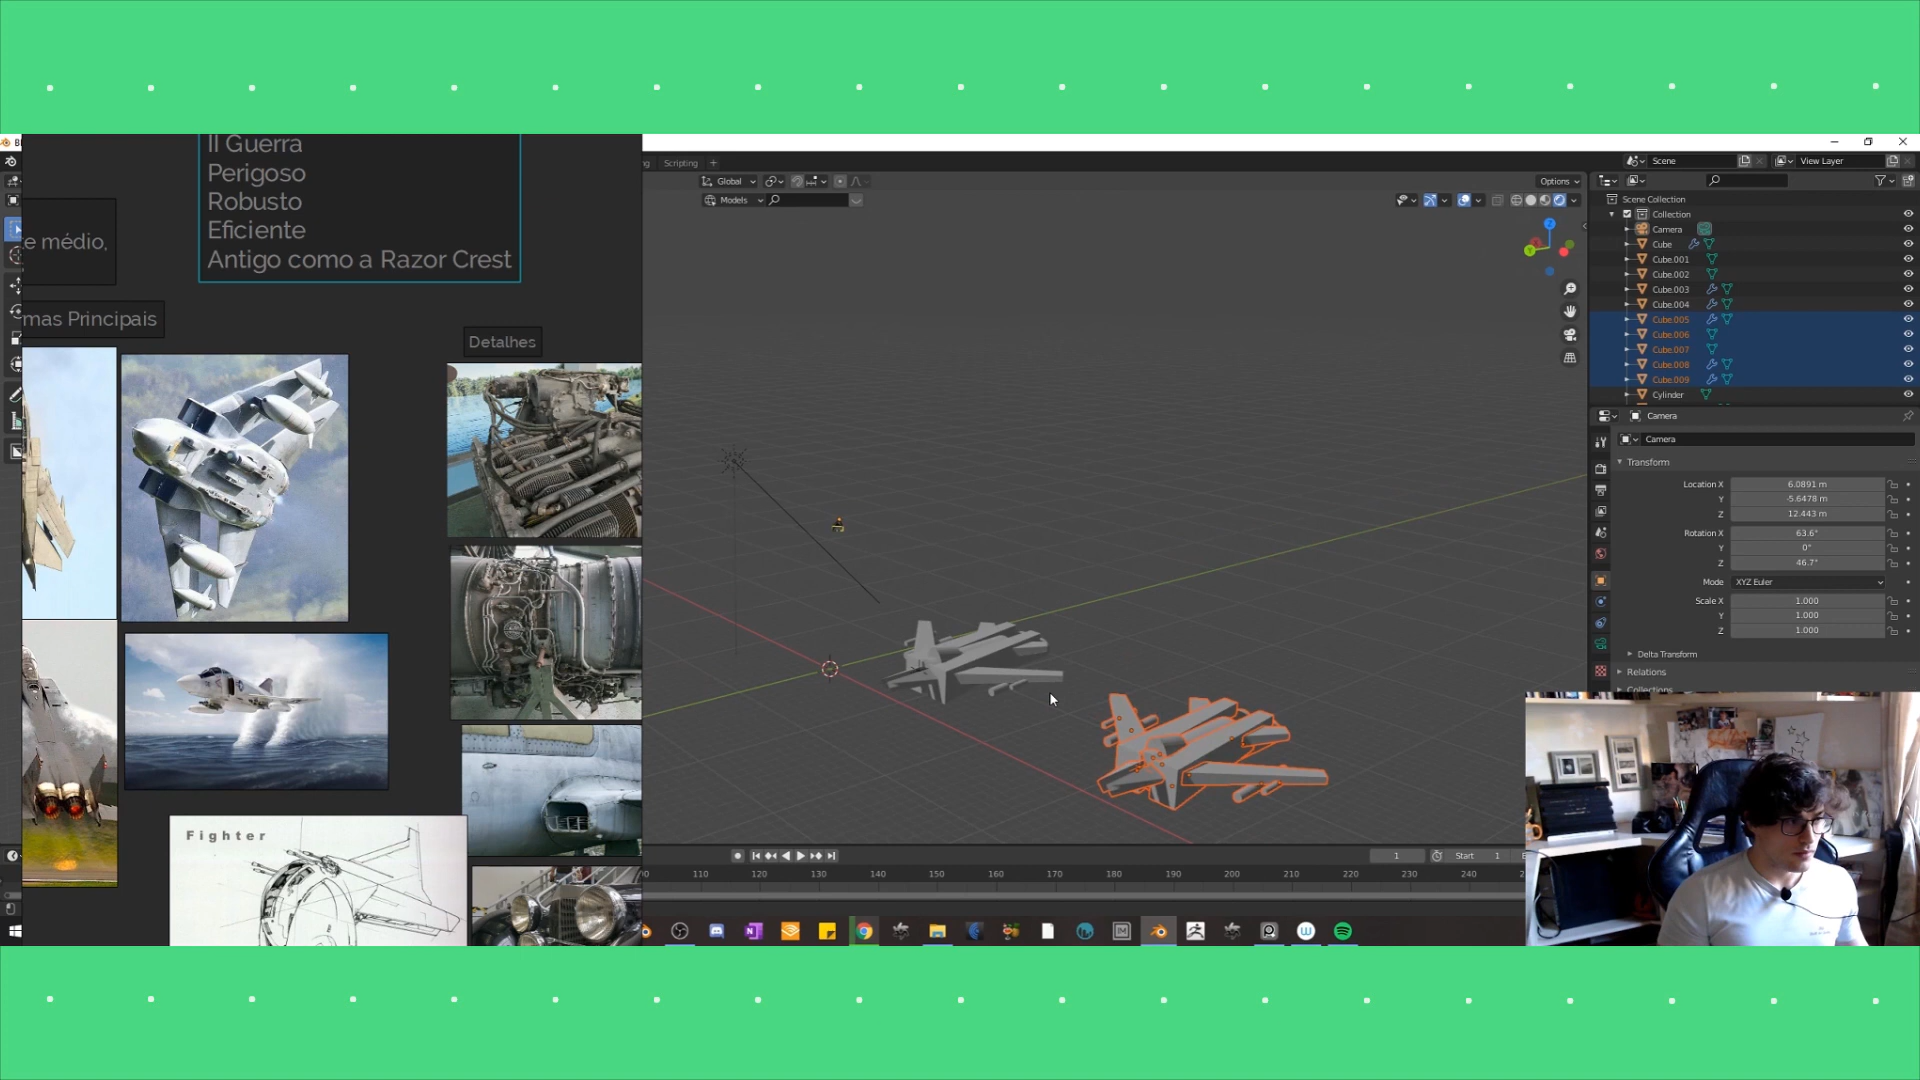 II Guerra
Perigoso
Robusto
Eficiente
Antigo como a Razor Crest
e médio,
mas Principais
Detalhes
Fighter
Scripting
+
Global
Options
Models
Scene
View Layer
Scene Collection
Collection
Camera
Cube
Cube.001
Cube.002
Cube.003
Cube.004
Cube.005
Cube.006
Cube.007
Cube.008
Cube.009
Cylinder
Camera
Camera
Transform
Location X 6.0891 m
Y -5.6478 m
Z 12.443 m
Rotation X 63.6°
Y 0°
Z 46.7°
Mode XYZ Euler
Scale X 1.000
Y 1.000
Z 1.000
Delta Transform
Relations
Collections
1 Start 1
110 120 130 140 150 160 170 180 190 200 210 220 230 240